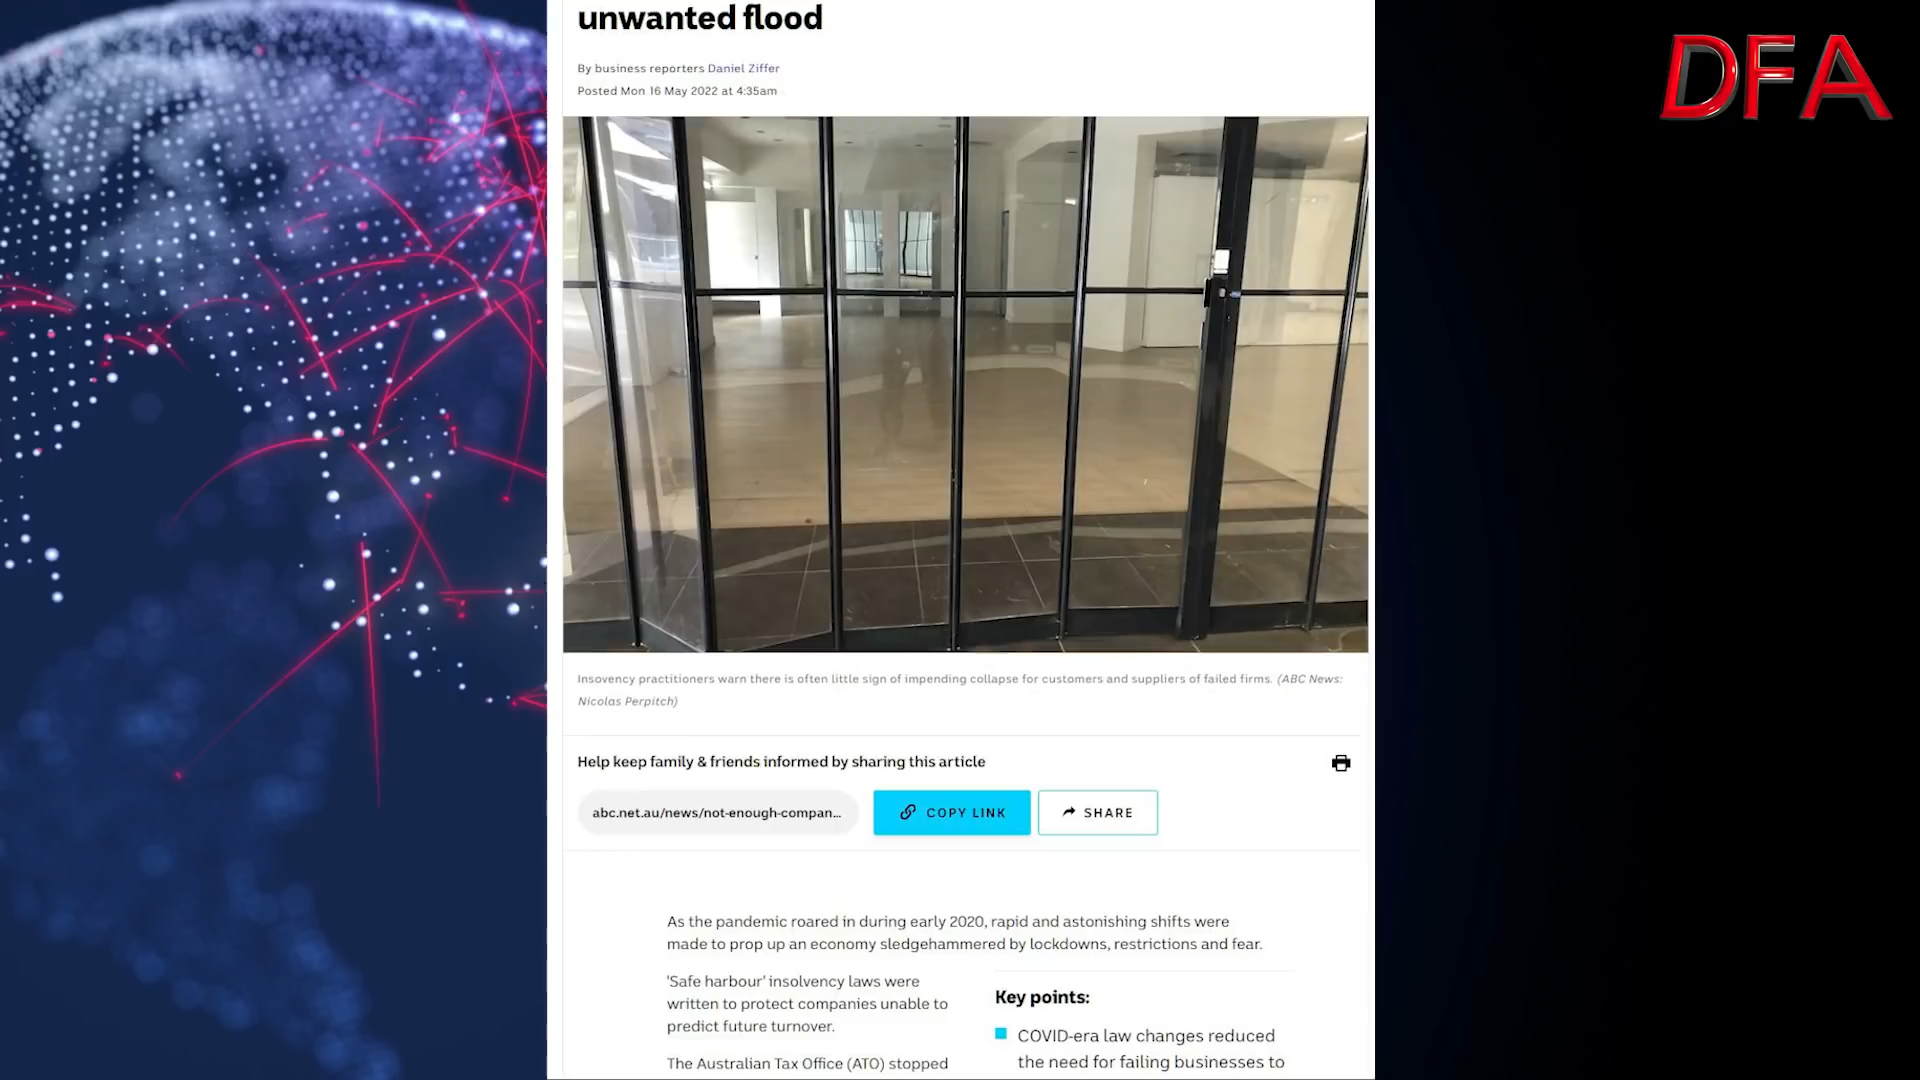 unwanted flood
DFA
By business reporters Daniel Ziffer
Posted Mon 16 May 2022 at 4:35am
Insovency practitioners warn there is often little sign of impending collapse for customers and suppliers of failed firms. (ABC News:
Nicolas Perpitch)
Help keep family & friends informed by sharing this article
abc.net.au/news/not-enough-compan...
COPY LINK
SHARE
As the pandemic roared in during early 2020, rapid and astonishing shifts were
made to prop up an economy sledgehammered by lockdowns, restrictions and fear.
'Safe harbour' insolvency laws were
written to protect companies unable to
predict future turnover.
The Australian Tax Office (ATO) stopped
Key points:
COVID-era law changes reduced
the need for failing businesses to